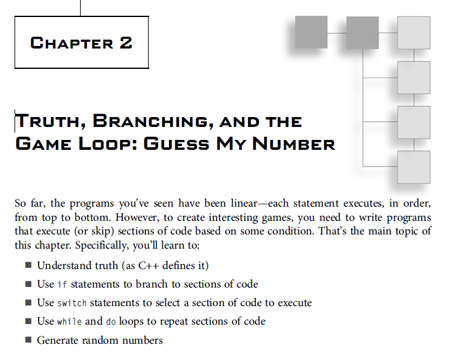 CHAPTER 2
TRUTH, BRANCHING, AND THE
GAME LOOP: GUESS MY NUMBER
So far, the programs you've seen have been linear—each statement executes, in order,
from top to bottom. However, to create interesting games, you need to write programs
that execute (or skip) sections of code based on some condition. That's the main topic of
this chapter. Specifically, you'll learn to:
■ Understand truth (as C++ defines it)
■ Use if statements to branch to sections of code
■ Use switch statements to select a section of code to execute
■ Use while and do loops to repeat sections of code
■ Generate random numbers